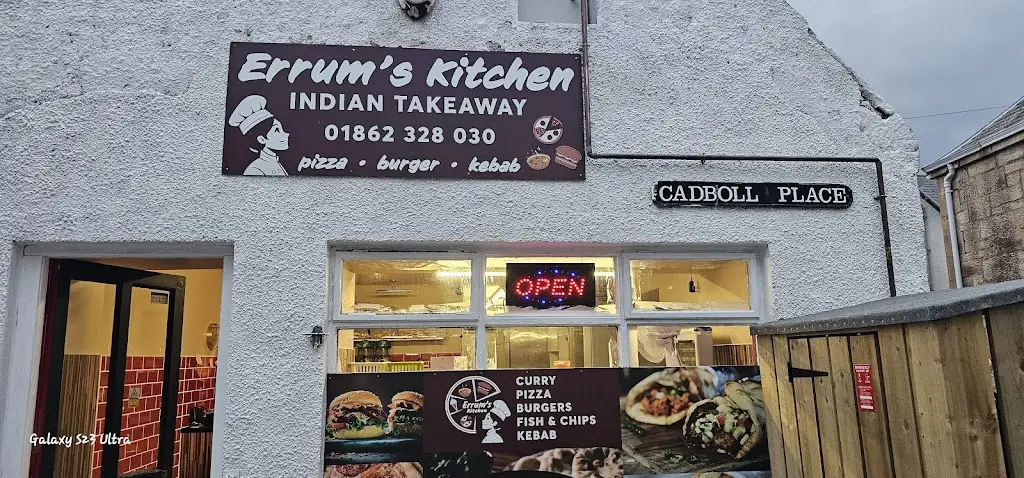 Errum's Kitchen
INDIAN TAKEAWAY
01862 328 030
pizza • burger • kebab
CADBOLL PLACE
OPEN
Errum's
Kitchen
CURRY
PIZZA
BURGERS
FISH & CHIPS
KEBAB
Galaxy S23 Ultra